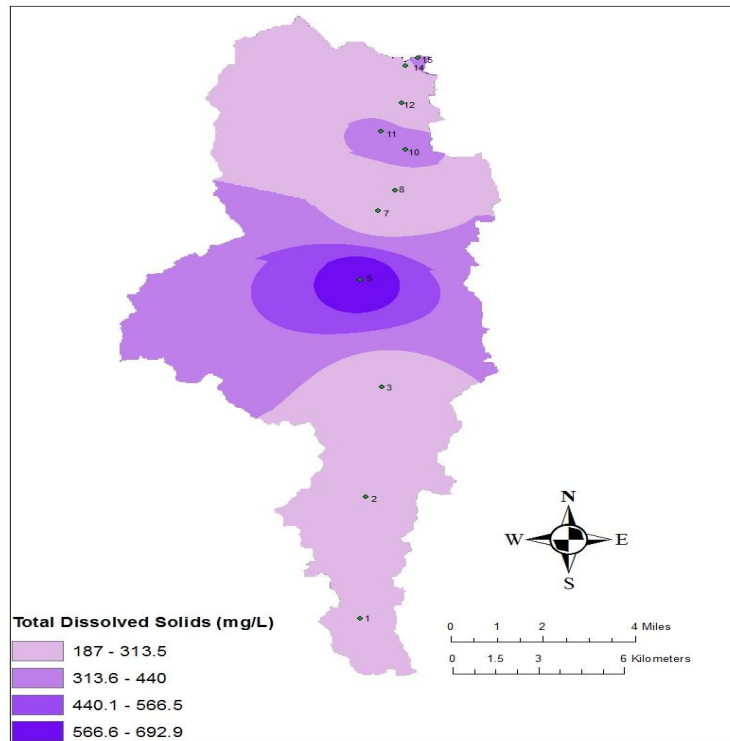 15
14
12
11
10
8
7
5
3
2
1
N
W E
S
Total Dissolved Solids (mg/L)
187 - 313.5
313.6 - 440
440.1 - 566.5
566.6 - 692.9
0 1 2 4 Miles
0 1.5 3 6 Kilometers